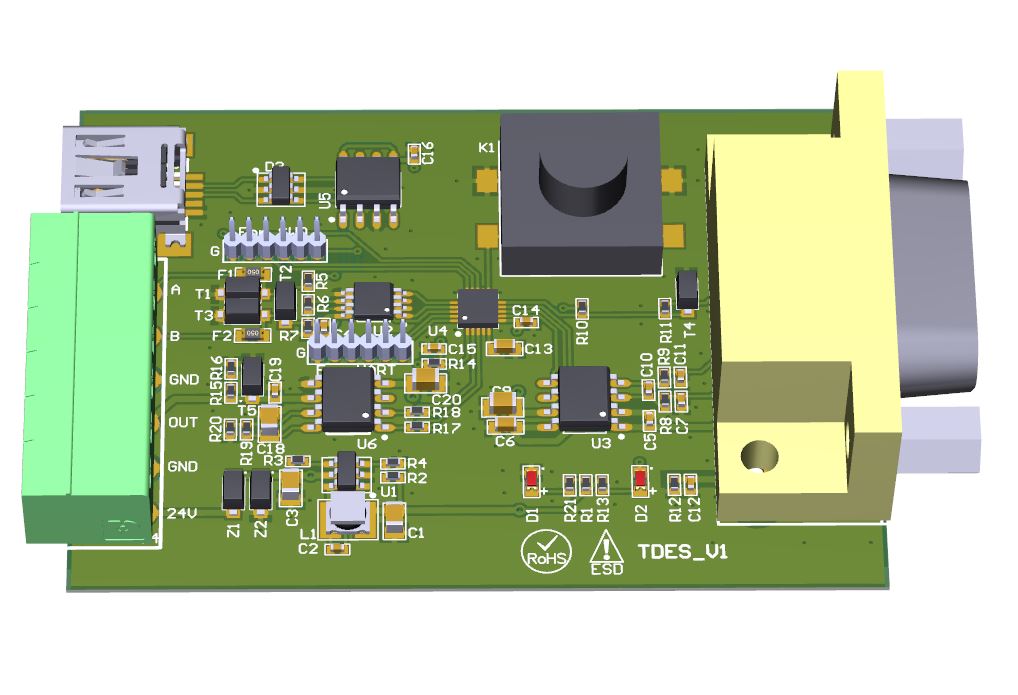 C16
K1
D3
U5
G
F1
T2
R5
A
T1
R6
T3
B
F2
R7
U4
C14
R10
R11
T4
G
UART
C15
C13
R14
GND
R16
C19
R15
C20
C10
R9
C11
T5
R18
R17
C6
OUT
R20
R19
C18
U6
U3
C5
R8
C7
GND
R3
R4
R2
U1
24V
Z1
Z2
C3
L1
C1
C2
D1
R21
R1
R13
D2
R12
C12
RoHS
ESD
TDES_V1